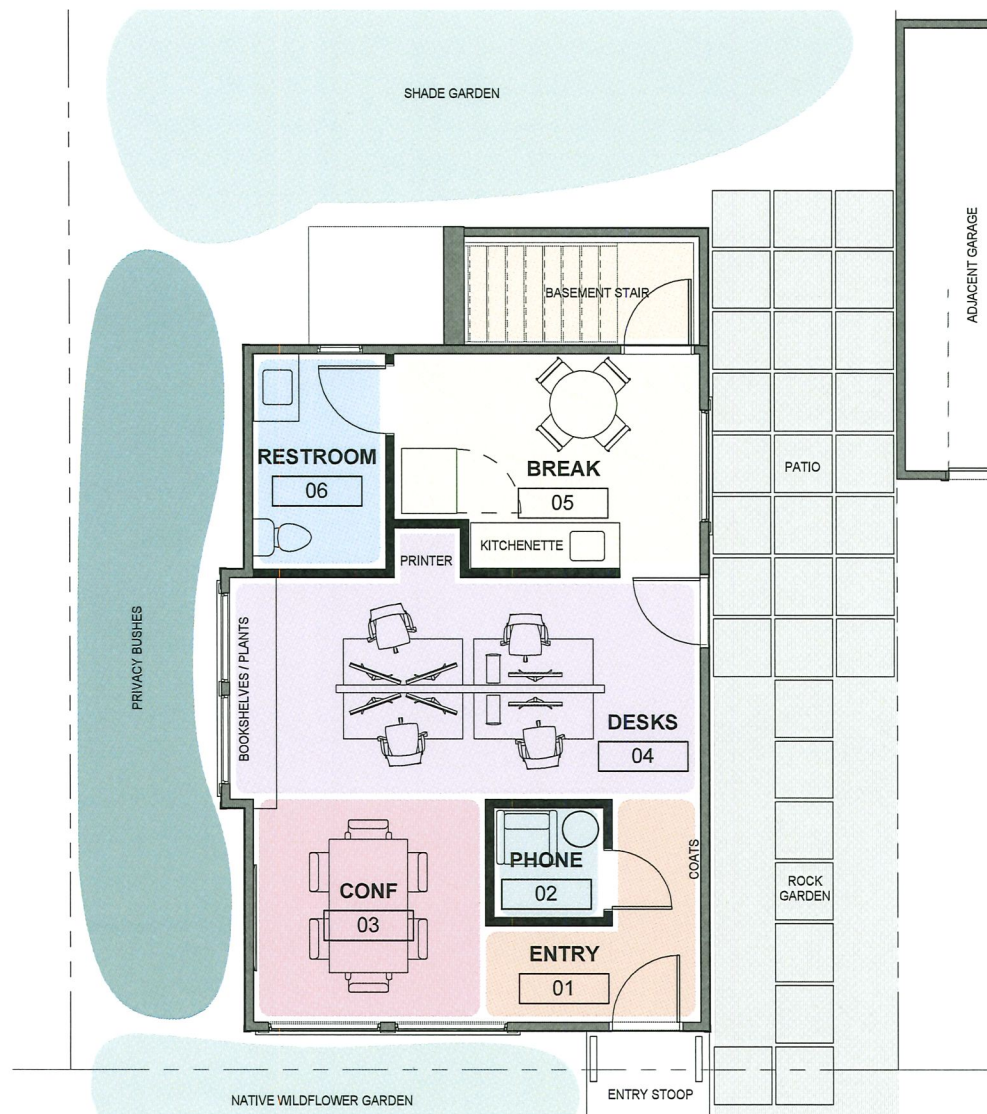 SHADE GARDEN
ADJACENT GARAGE
BASEMENT STAIR
RESTROOM
06
BREAK
05
PATIO
KITCHENETTE
PRINTER
PRIVACY BUSHES
BOOKSHELVES / PLANTS
DESKS
04
PHONE
02
COATS
CONF
03
ROCK
GARDEN
ENTRY
01
ENTRY STOOP
NATIVE WILDFLOWER GARDEN